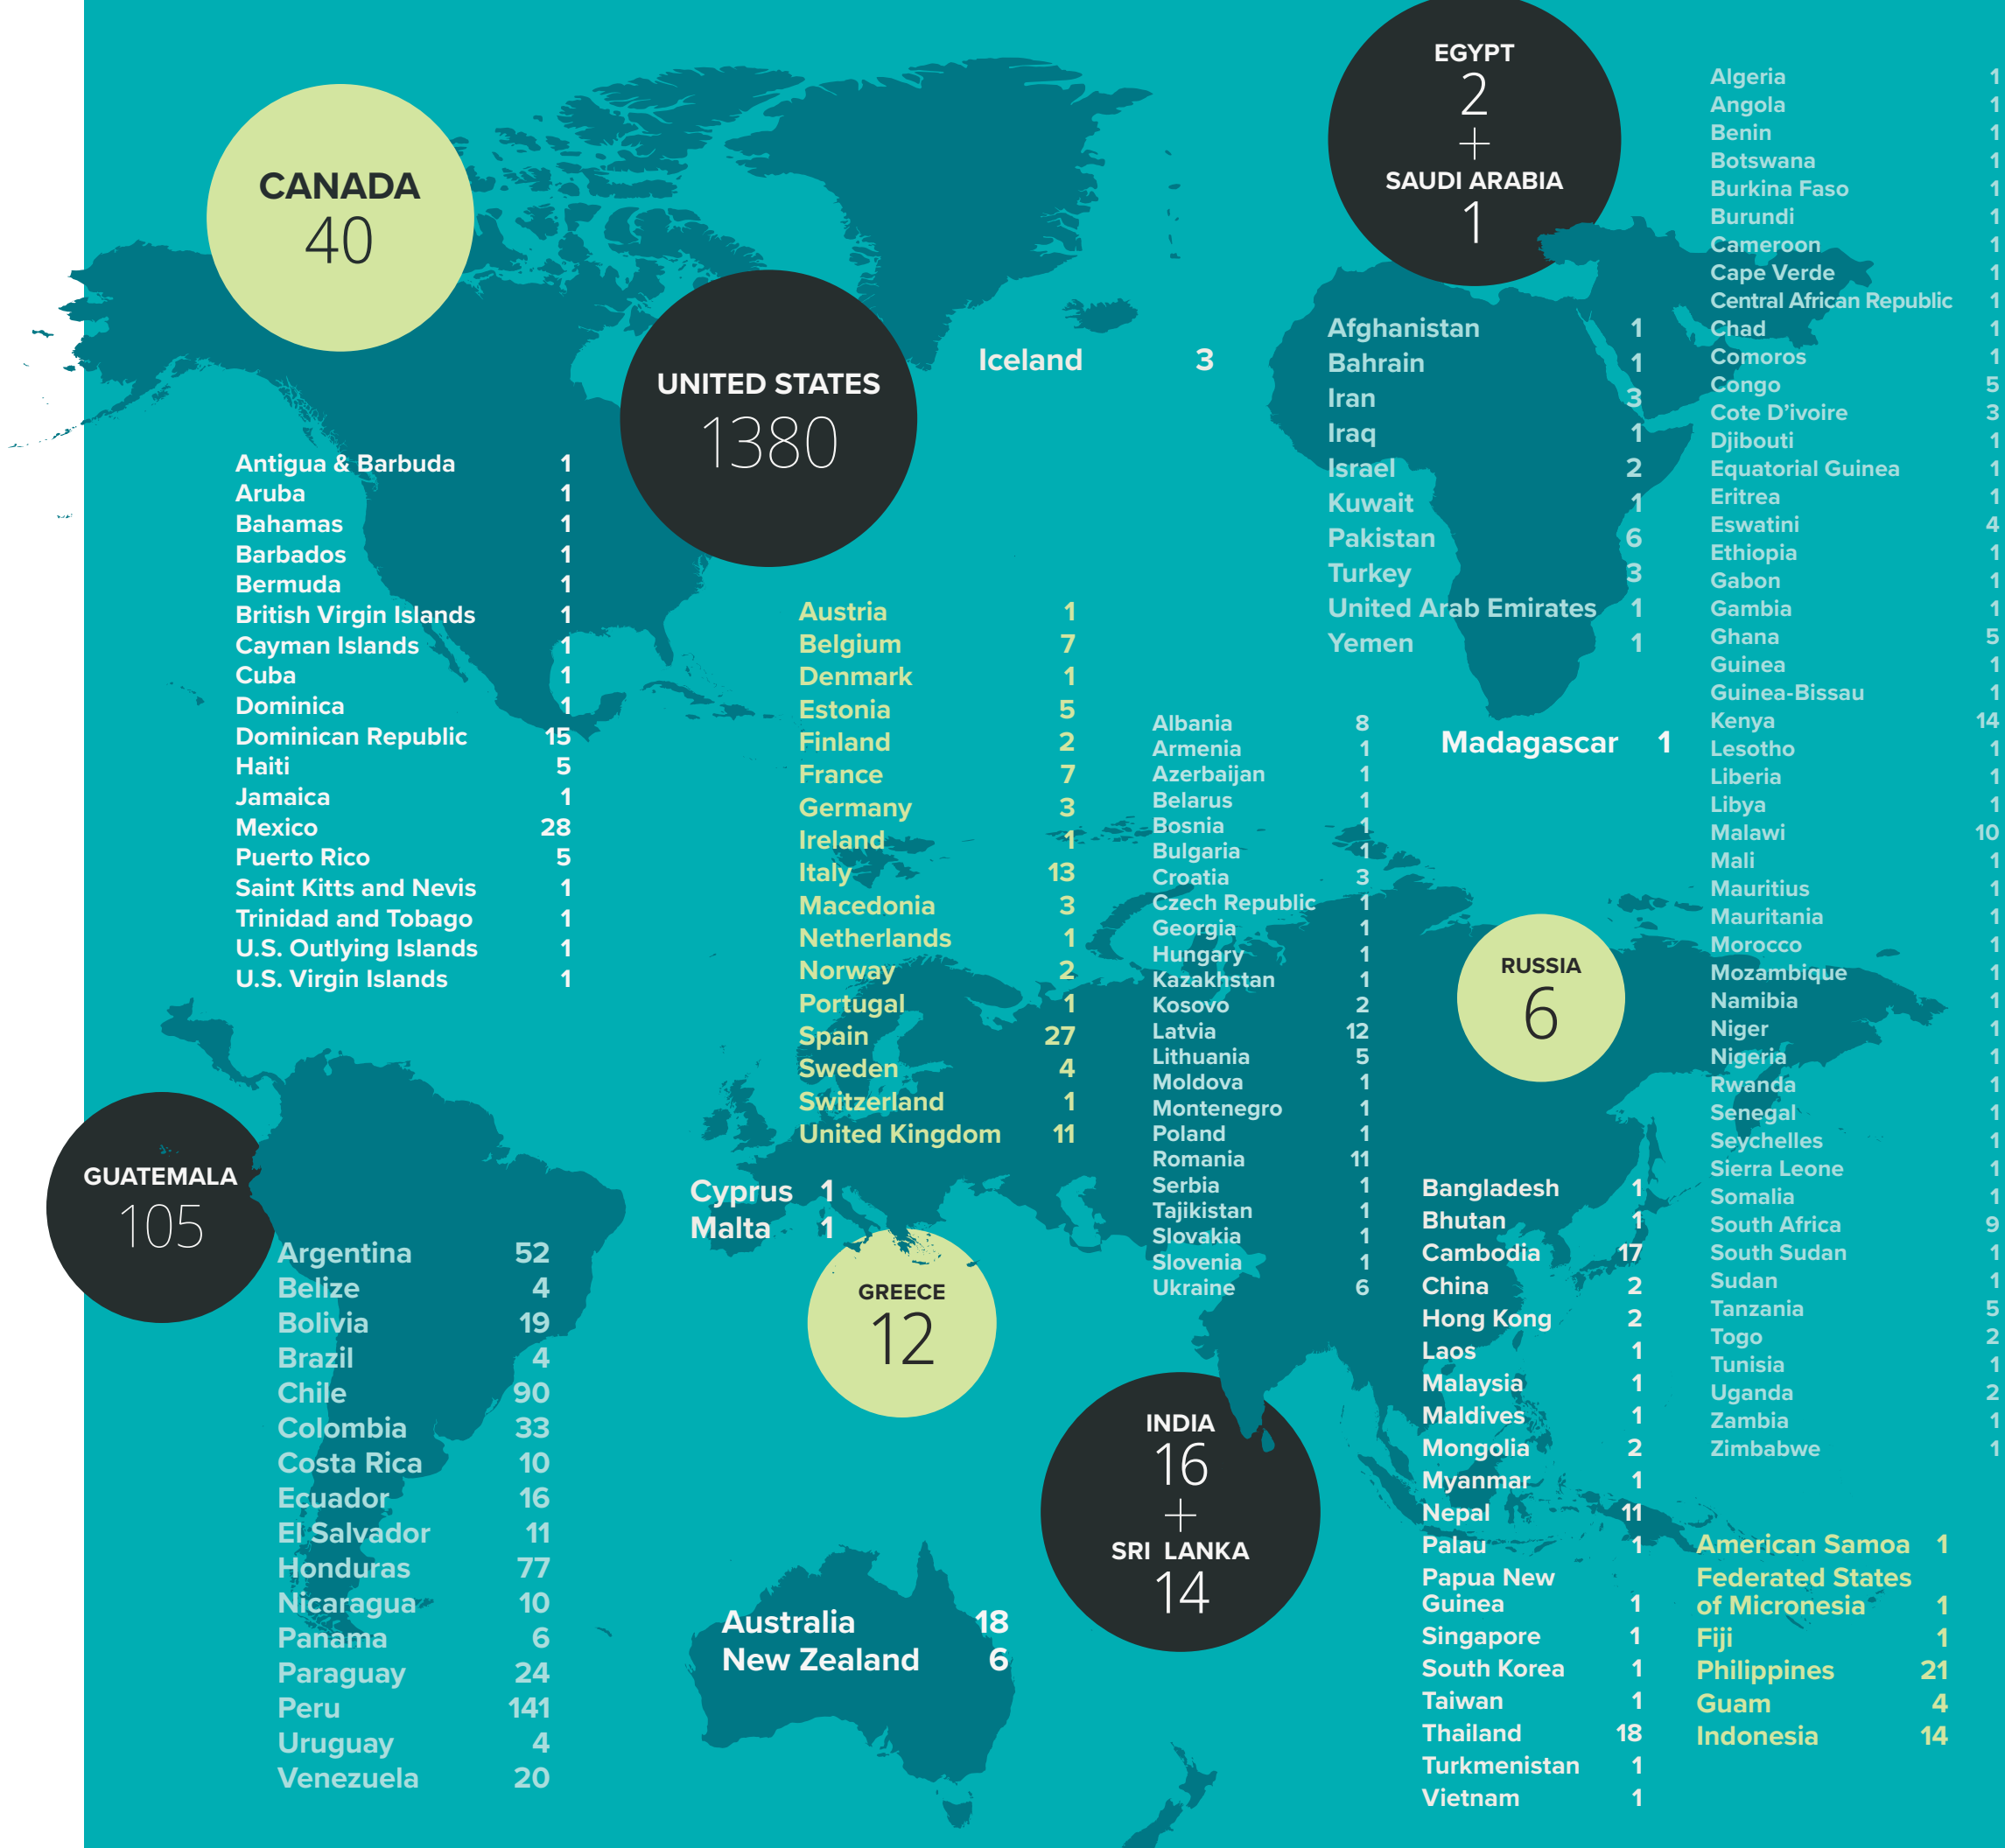 CANADA
40
UNITED STATES
1380
Iceland 3
EGYPT
2
+
SAUDI ARABIA
1
Antigua & Barbuda 1
Aruba 1
Bahamas 1
Barbados 1
Bermuda 1
British Virgin Islands 1
Cayman Islands 1
Cuba 1
Dominica 1
Dominican Republic 15
Haiti 5
Jamaica 1
Mexico 28
Puerto Rico 5
Saint Kitts and Nevis 1
Trinidad and Tobago 1
U.S. Outlying Islands 1
U.S. Virgin Islands 1
Austria 1
Belgium 7
Denmark 1
Estonia 5
Finland 2
France 7
Germany 3
Ireland 1
Italy 13
Macedonia 3
Netherlands 1
Norway 2
Portugal 1
Spain 27
Sweden 4
Switzerland 1
United Kingdom 11
Cyprus 1
Malta 1
GREECE
12
Afghanistan 1
Bahrain 1
Iran 3
Iraq 1
Israel 2
Kuwait 1
Pakistan 6
Turkey 3
United Arab Emirates 1
Yemen 1
Madagascar 1
Albania 8
Armenia 1
Azerbaijan 1
Belarus 1
Bosnia 1
Bulgaria 1
Croatia 3
Czech Republic 1
Georgia 1
Hungary 1
Kazakhstan 1
Kosovo 2
Latvia 12
Lithuania 5
Moldova 1
Montenegro 1
Poland 1
Romania 11
Serbia 1
Tajikistan 1
Slovakia 1
Slovenia 1
Ukraine 6
RUSSIA
6
Algeria 1
Angola 1
Benin 1
Botswana 1
Burkina Faso 1
Burundi 1
Cameroon 1
Cape Verde 1
Central African Republic 1
Chad 1
Comoros 1
Congo 5
Cote D’ivoire 3
Djibouti 1
Equatorial Guinea 1
Eritrea 1
Eswatini 4
Ethiopia 1
Gabon 1
Gambia 1
Ghana 5
Guinea 1
Guinea-Bissau 1
Kenya 14
Lesotho 1
Liberia 1
Libya 1
Malawi 10
Mali 1
Mauritius 1
Mauritania 1
Morocco 1
Mozambique 1
Namibia 1
Niger 1
Nigeria 1
Rwanda 1
Senegal 1
Seychelles 1
Sierra Leone 1
Somalia 1
South Africa 9
South Sudan 1
Sudan 1
Tanzania 5
Togo 2
Tunisia 1
Uganda 2
Zambia 1
Zimbabwe 1
GUATEMALA
105
Argentina 52
Belize 4
Bolivia 19
Brazil 4
Chile 90
Colombia 33
Costa Rica 10
Ecuador 16
El Salvador 11
Honduras 77
Nicaragua 10
Panama 6
Paraguay 24
Peru 141
Uruguay 4
Venezuela 20
Australia 18
New Zealand 6
INDIA
16
+
SRI LANKA
14
Bangladesh 1
Bhutan 1
Cambodia 17
China 2
Hong Kong 2
Laos 1
Malaysia 1
Maldives 1
Mongolia 2
Myanmar 1
Nepal 11
Palau 1
Papua New
Guinea 1
Singapore 1
South Korea 1
Taiwan 1
Thailand 18
Turkmenistan 1
Vietnam 1
American Samoa 1
Federated States
of Micronesia 1
Fiji 1
Philippines 21
Guam 4
Indonesia 14